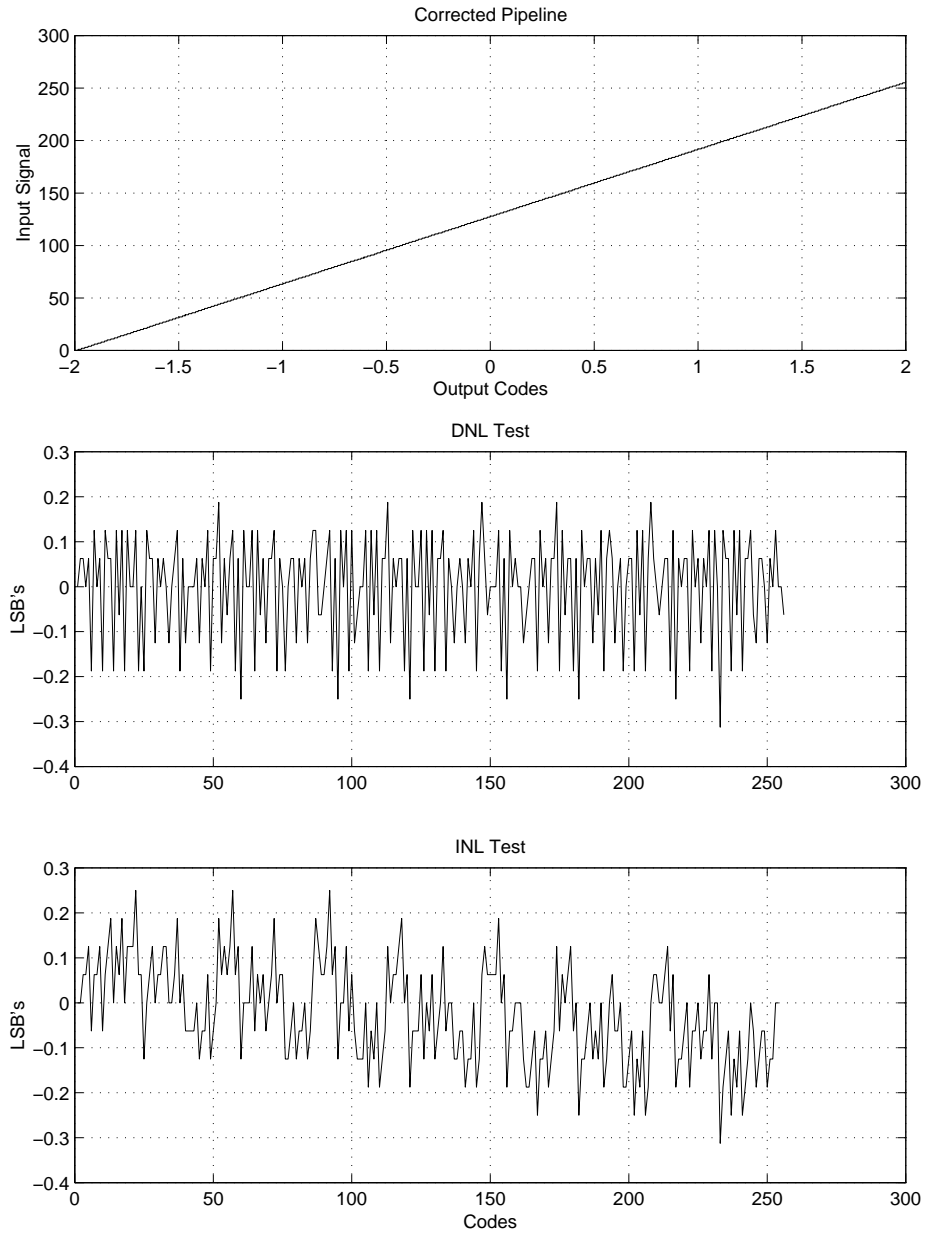 Corrected Pipeline
300
250
200
150
100
50
0
Input Signal
−2 −1.5 −1 −0.5 0 0.5 1 1.5 2
Output Codes
DNL Test
0.3
0.2
0.1
0
−0.1
−0.2
−0.3
−0.4
LSB's
0 50 100 150 200 250 300
INL Test
0.3
0.2
0.1
0
−0.1
−0.2
−0.3
−0.4
LSB's
0 50 100 150 200 250 300
Codes